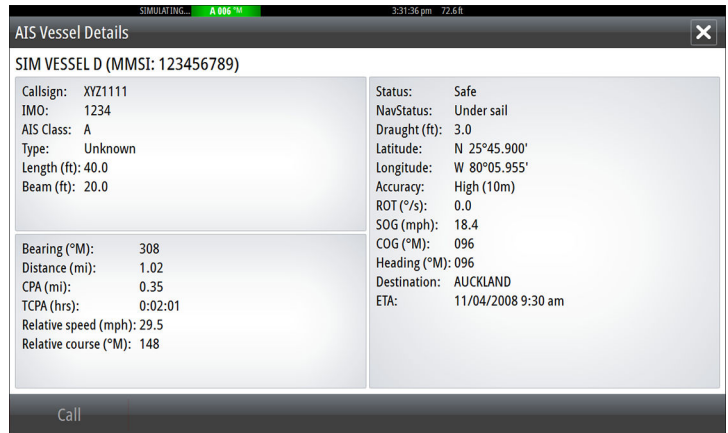 SIMULATING... A 006 °M 3:31:36 pm 72.6 ft
AIS Vessel Details
SIM VESSEL D (MMSI: 123456789)
Callsign: XYZ1111
IMO: 1234
AIS Class: A
Type: Unknown
Length (ft): 40.0
Beam (ft): 20.0
Bearing (°M): 308
Distance (mi): 1.02
CPA (mi): 0.35
TCPA (hrs): 0:02:01
Relative speed (mph): 29.5
Relative course (°M): 148
Status: Safe
NavStatus: Under sail
Draught (ft): 3.0
Latitude: N 25°45.900'
Longitude: W 80°05.955'
Accuracy: High (10m)
ROT (°/s): 0.0
SOG (mph): 18.4
COG (°M): 096
Heading (°M): 096
Destination: AUCKLAND
ETA: 11/04/2008 9:30 am
Call